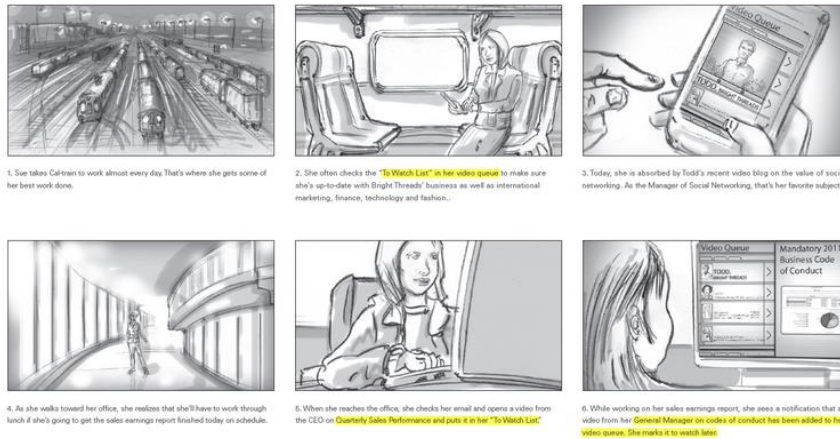 Video Queue
TODD, BRIGHT THREADS
1. Sue takes Cal-train to work almost every day. That's where she gets some of
her best work done.
2. She often checks the "To Watch List" in her video queue to make sure
she's up-to-date with Bright Threads' business as well as international
marketing, finance, technology and fashion..
3. Today, she is absorbed by Todd's recent video blog on the value of soci
networking. As the Manager of Social Networking, that's her favorite subject
Video Queue
TODD,
BRIGHT THREADS
Mandatory 2011
Business Code
of Conduct
4. As she walks toward her office, she realizes that she'll have to work through
lunch if she's going to get the sales earnings report finished today on schedule.
5. When she reaches the office, she checks her email and opens a video from
the CEO on Quarterly Sales Performance and puts it in her "To Watch List."
6. While working on her sales earnings report, she sees a notification that
video from her General Manager on codes of conduct has been added to
video queue. She marks it to watch later.